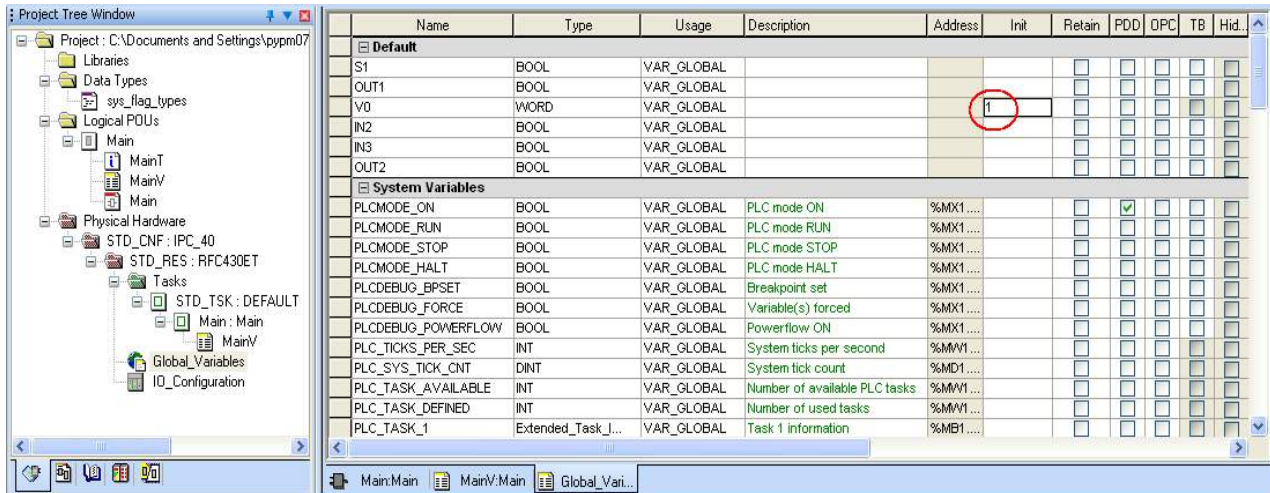 Project Tree Window
Project : C:\Documents and Settings\pypm07
Libraries
Data Types
sys_flag_types
Logical POUs
Main
MainT
MainV
Main
Physical Hardware
STD_CNF : IPC_40
STD_RES : RFC430ET
Tasks
STD_TSK : DEFAULT
Main : Main
MainV
Global_Variables
IO_Configuration
Name Type Usage Description Address Init Retain PDD OPC TB Hid...
Default
S1 BOOL VAR_GLOBAL
OUT1 BOOL VAR_GLOBAL
V0 WORD VAR_GLOBAL 1
IN2 BOOL VAR_GLOBAL
IN3 BOOL VAR_GLOBAL
OUT2 BOOL VAR_GLOBAL
System Variables
PLCMODE_ON BOOL VAR_GLOBAL PLC mode ON %MX1....
PLCMODE_RUN BOOL VAR_GLOBAL PLC mode RUN %MX1....
PLCMODE_STOP BOOL VAR_GLOBAL PLC mode STOP %MX1....
PLCMODE_HALT BOOL VAR_GLOBAL PLC mode HALT %MX1....
PLCDEBUG_BPSET BOOL VAR_GLOBAL Breakpoint set %MX1....
PLCDEBUG_FORCE BOOL VAR_GLOBAL Variable(s) forced %MX1....
PLCDEBUG_POWERFLOW BOOL VAR_GLOBAL Powerflow ON %MX1....
PLC_TICKS_PER_SEC INT VAR_GLOBAL System ticks per second %MW1...
PLC_SYS_TICK_CNT DINT VAR_GLOBAL System tick count %MD1....
PLC_TASK_AVAILABLE INT VAR_GLOBAL Number of available PLC tasks %MW1...
PLC_TASK_DEFINED INT VAR_GLOBAL Number of used tasks %MW1...
PLC_TASK_1 Extended_Task_I... VAR_GLOBAL Task 1 information %MB1....
Main:Main MainV:Main Global_Vari...